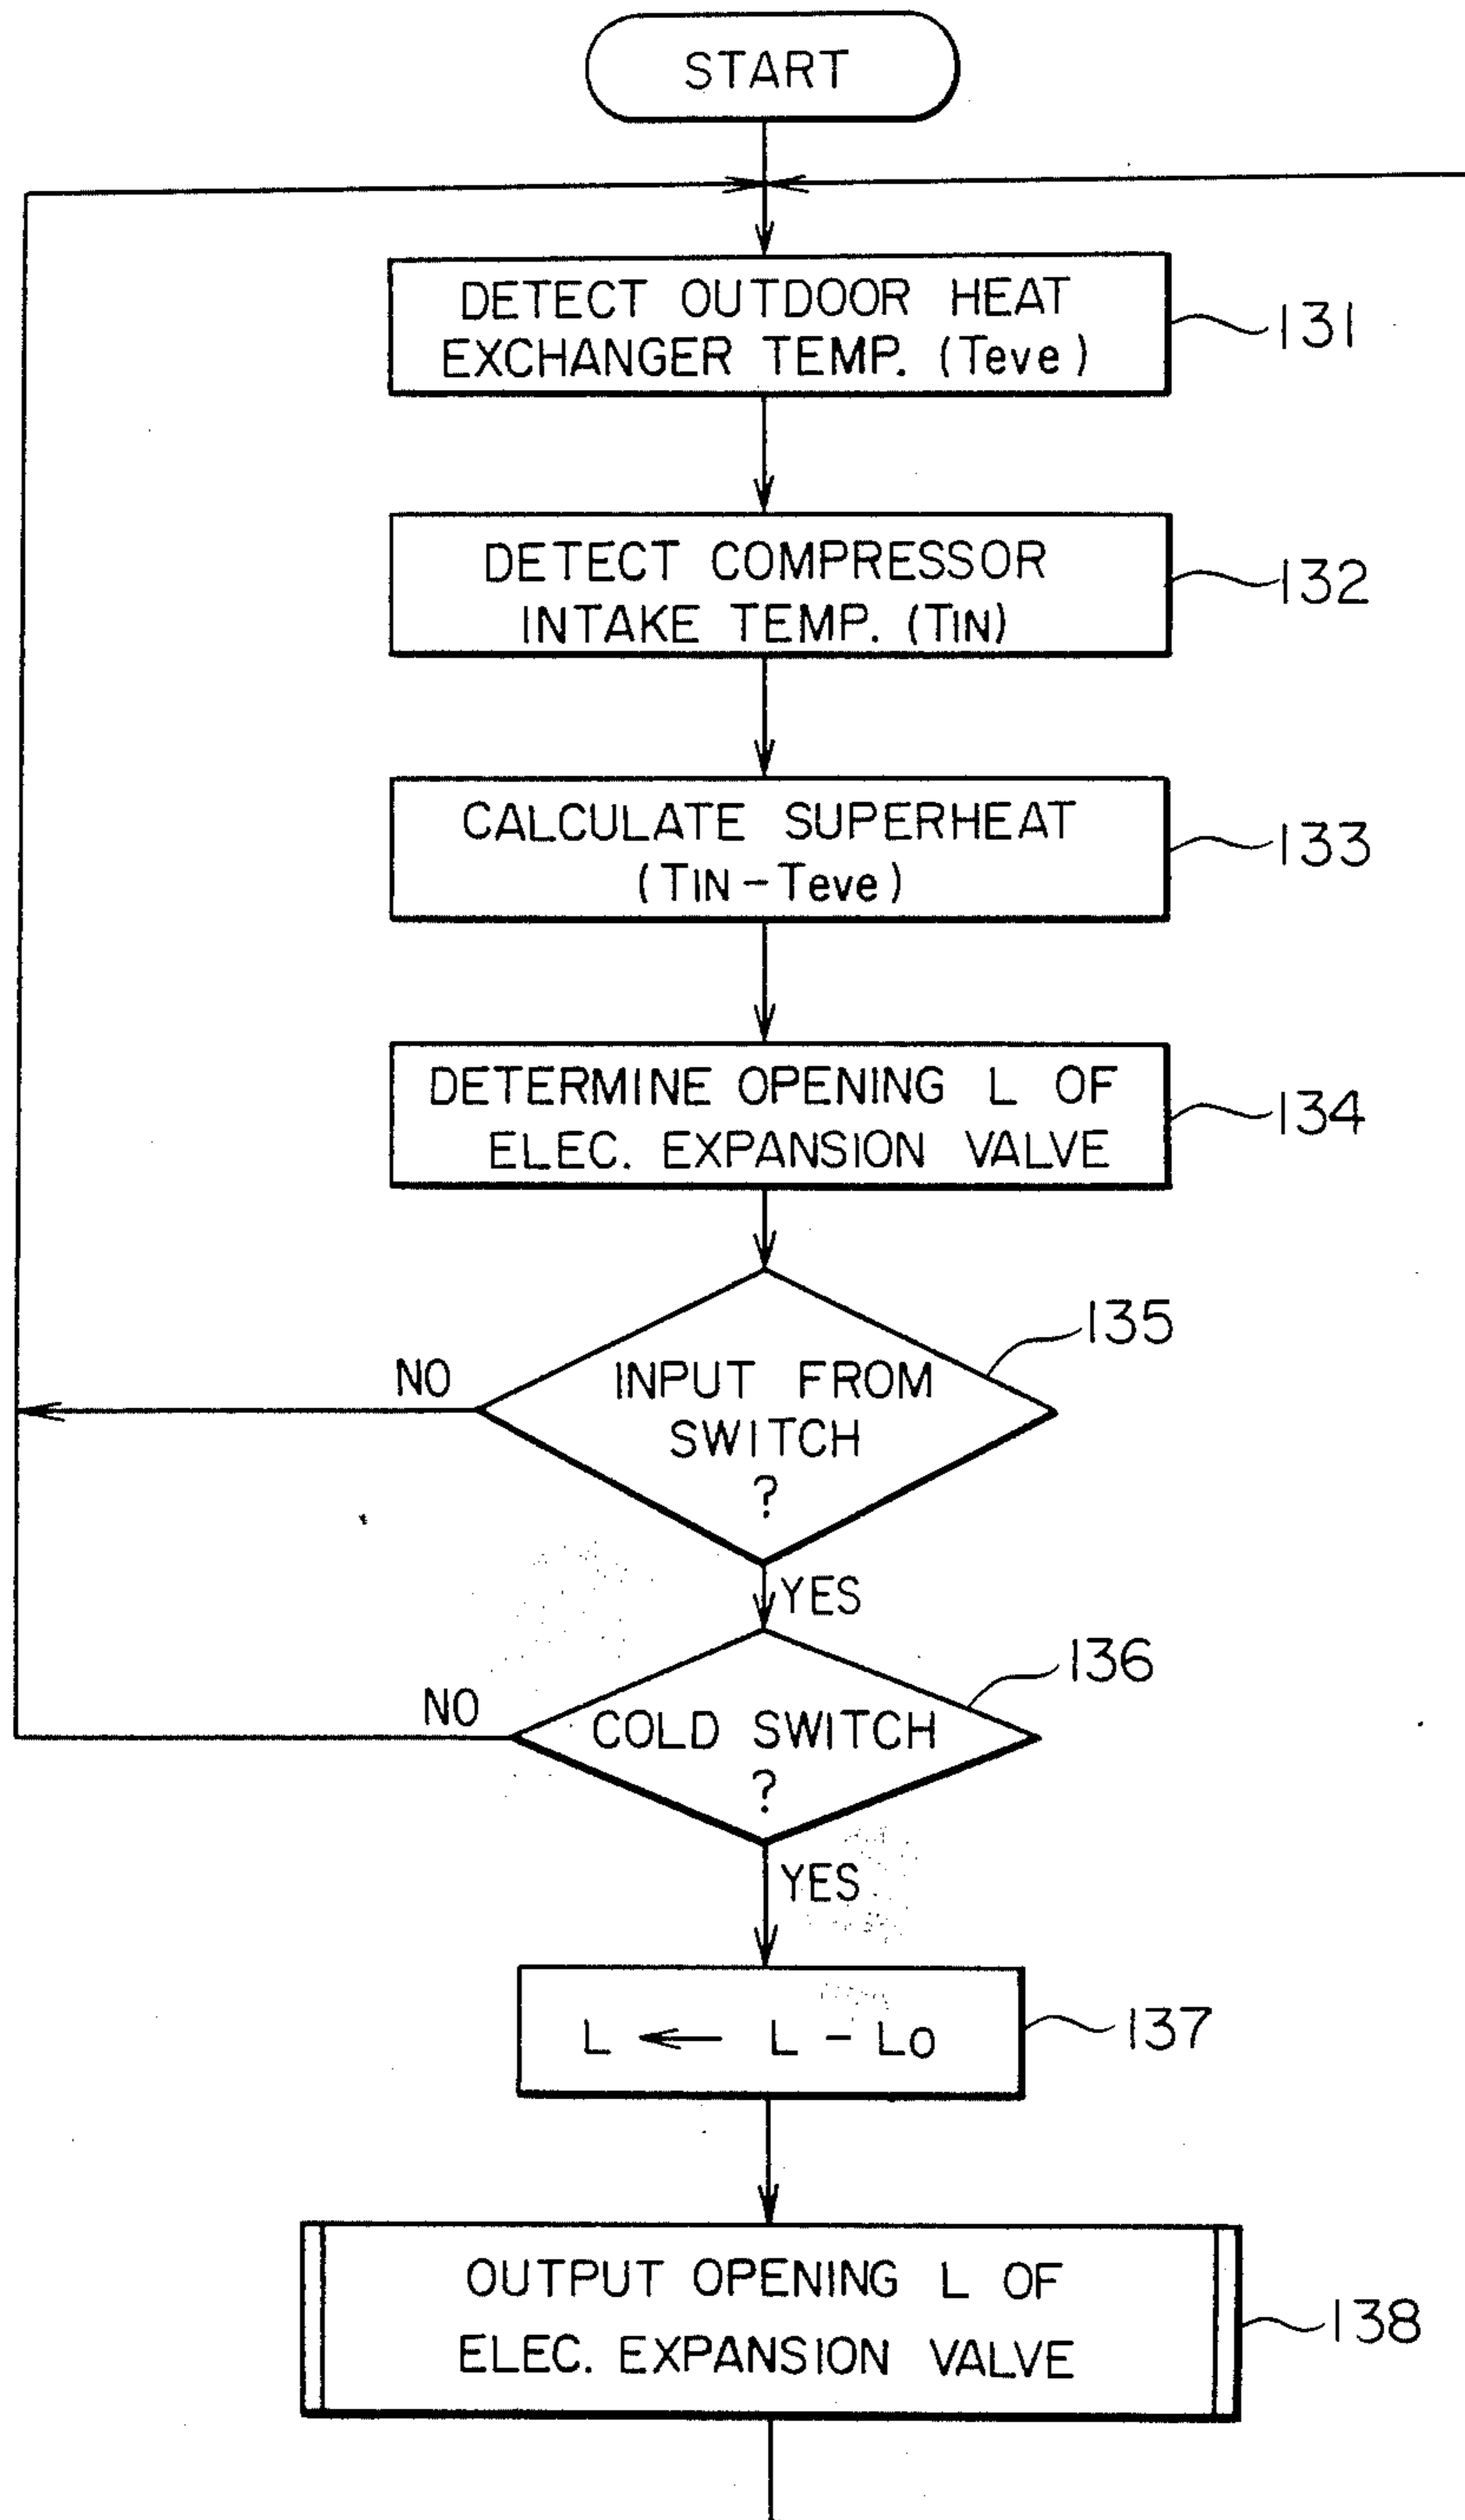 START
DETECT OUTDOOR HEAT
EXCHANGER TEMP. (Teve)
131
DETECT COMPRESSOR
INTAKE TEMP. (TIN)
132
CALCULATE SUPERHEAT
(TIN - Teve)
133
DETERMINE OPENING L OF
ELEC. EXPANSION VALVE
134
135
NO
INPUT FROM
SWITCH
?
YES
136
NO
COLD SWITCH
?
YES
L ← L - Lo
137
OUTPUT OPENING L OF
ELEC. EXPANSION VALVE
138